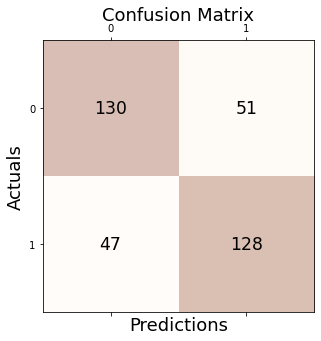 Confusion Matrix
0 1
0 130 51
Actuals
1 47 128
Predictions